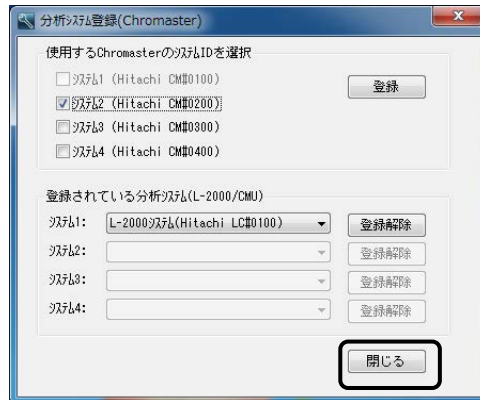 分析ｼｽﾃﾑ登録(Chromaster)
使用するChromasterのｼｽﾃﾑIDを選択
ｼｽﾃﾑ1 (Hitachi CM#0100)
登録
ｼｽﾃﾑ2 (Hitachi CM#0200)
ｼｽﾃﾑ3 (Hitachi CM#0300)
ｼｽﾃﾑ4 (Hitachi CM#0400)
登録されている分析ｼｽﾃﾑ(L-2000/CMU)
ｼｽﾃﾑ1: L-2000ｼｽﾃﾑ(Hitachi LC#0100) 登録解除
ｼｽﾃﾑ2: 登録解除
ｼｽﾃﾑ3: 登録解除
ｼｽﾃﾑ4: 登録解除
閉じる